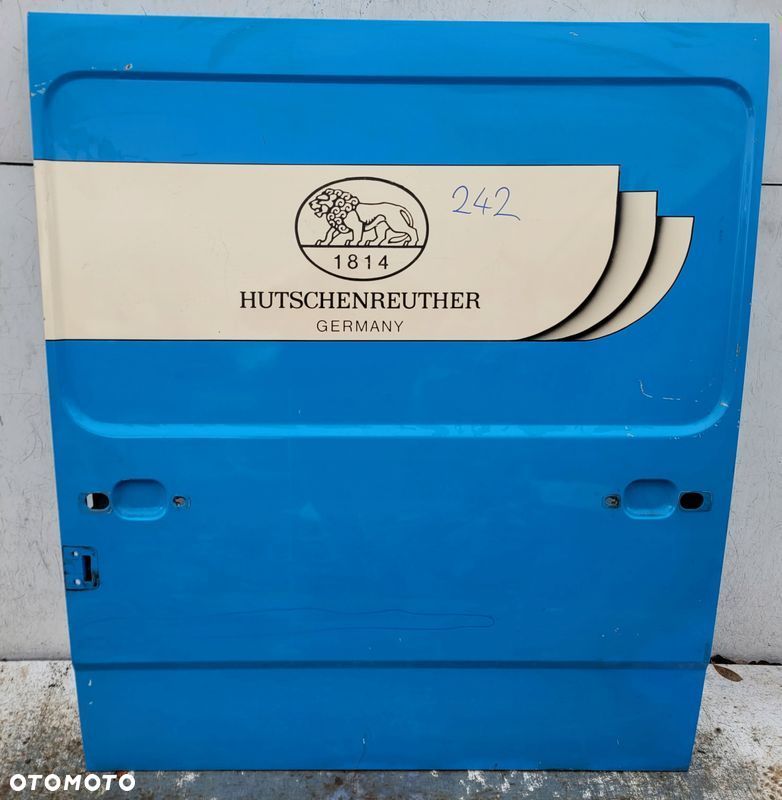 242
1814
HUTSCHENREUTHER
GERMANY
OTOMOTO